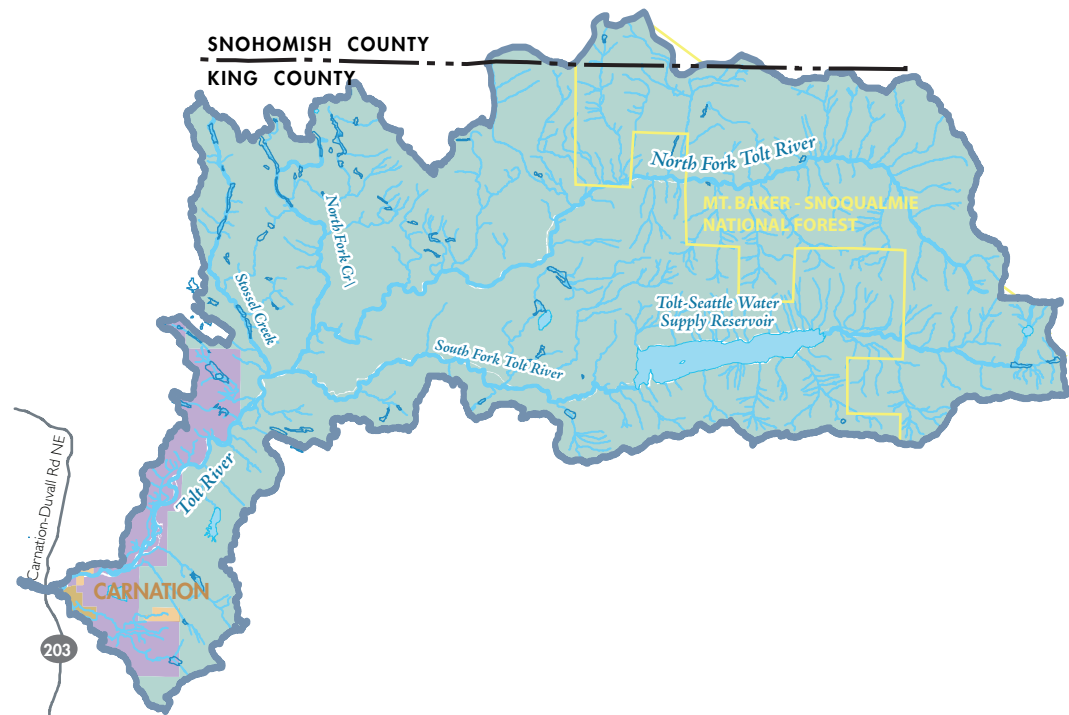 SNOHOMISH COUNTY
KING COUNTY
North Fork Tolt River
MT. BAKER - SNOQUALMIE
NATIONAL FOREST
North Fork Cr
Stossel Creek
Tolt-Seattle Water
Supply Reservoir
South Fork Tolt River
Tolt River
Carnation-Duvall Rd NE
CARNATION
203